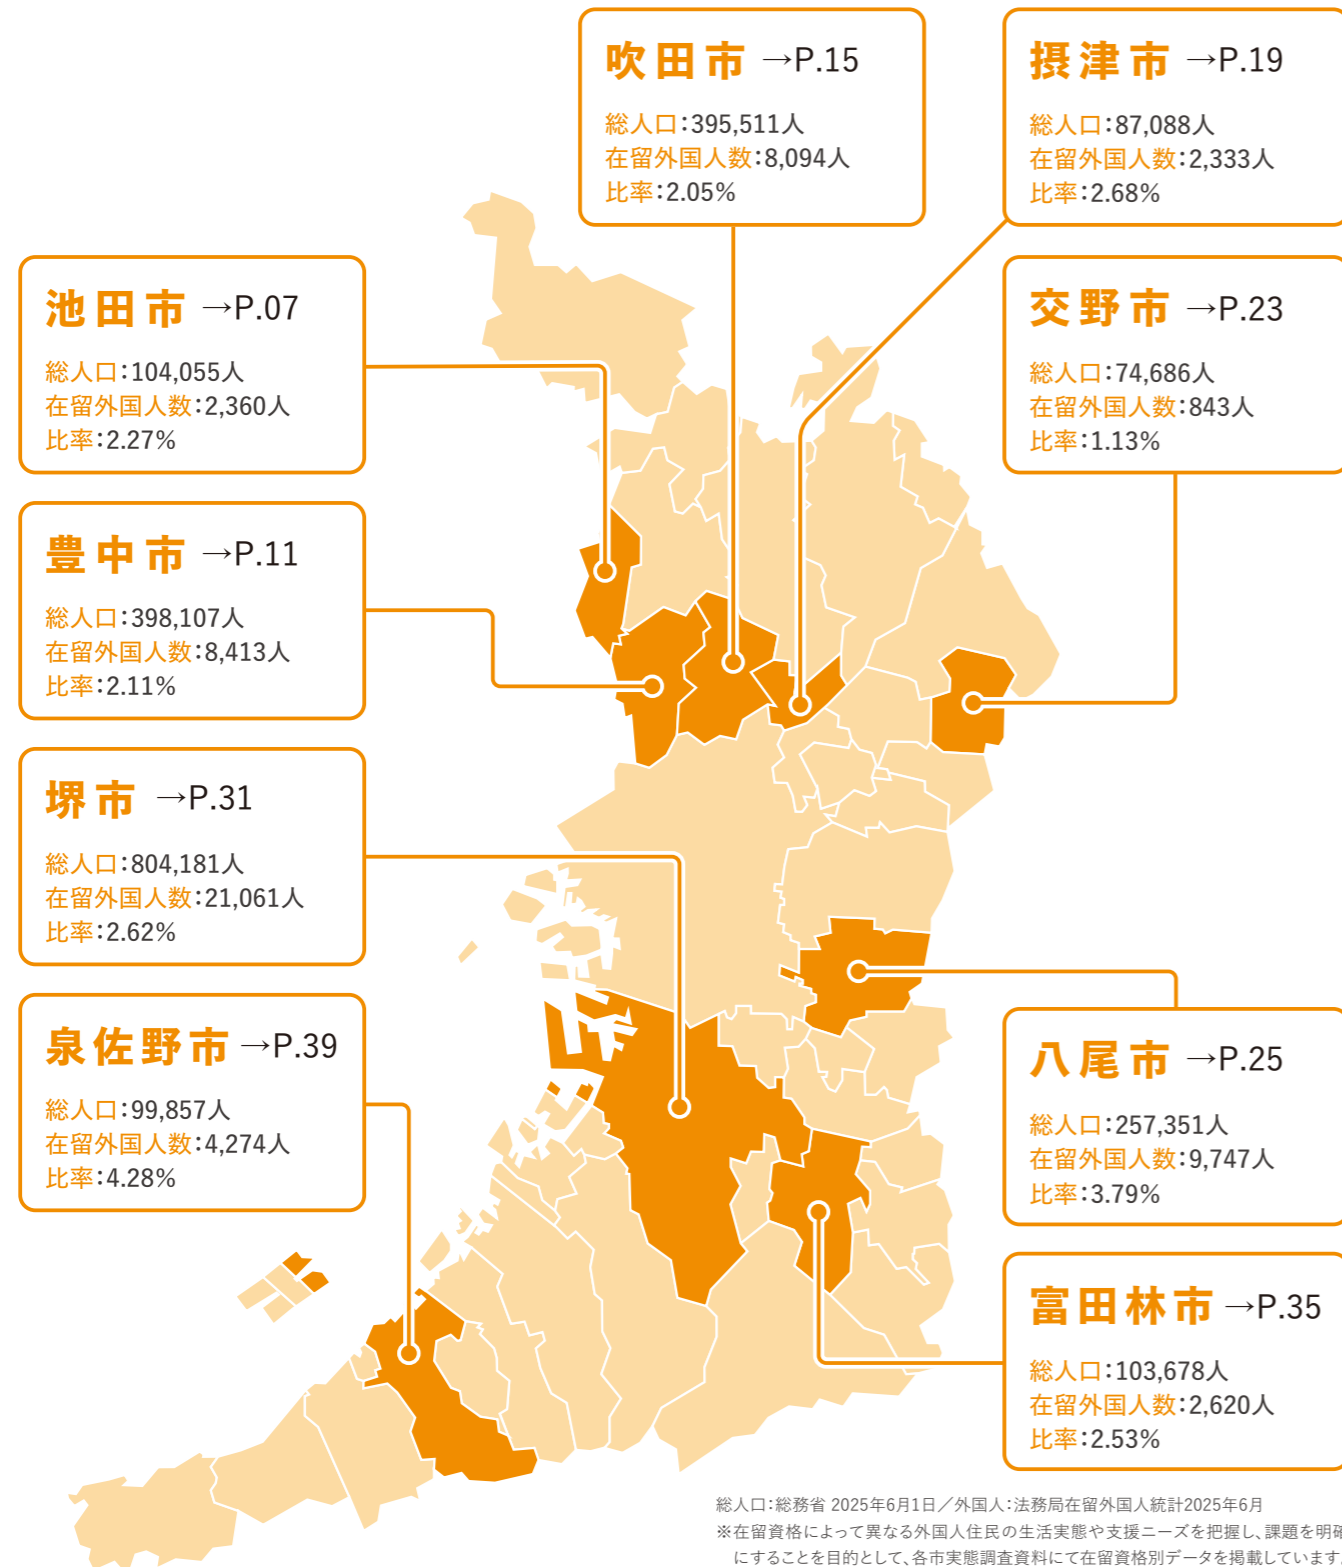 吹田市 →P.15
総人口：395,511人
在留外国人数：8,094人
比率：2.05%
摂津市 →P.19
総人口：87,088人
在留外国人数：2,333人
比率：2.68%
池田市 →P.07
総人口：104,055人
在留外国人数：2,360人
比率：2.27%
交野市 →P.23
総人口：74,686人
在留外国人数：843人
比率：1.13%
豊中市 →P.11
総人口：398,107人
在留外国人数：8,413人
比率：2.11%
堺市 →P.31
総人口：804,181人
在留外国人数：21,061人
比率：2.62%
泉佐野市 →P.39
総人口：99,857人
在留外国人数：4,274人
比率：4.28%
八尾市 →P.25
総人口：257,351人
在留外国人数：9,747人
比率：3.79%
富田林市 →P.35
総人口：103,678人
在留外国人数：2,620人
比率：2.53%
総人口：総務省 2025年6月1日／外国人：法務局在留外国人統計2025年6月
※在留資格によって異なる外国人住民の生活実態や支援ニーズを把握し、課題を明確
にすることを目的として、各市実態調査資料にて在留資格別データを掲載しています